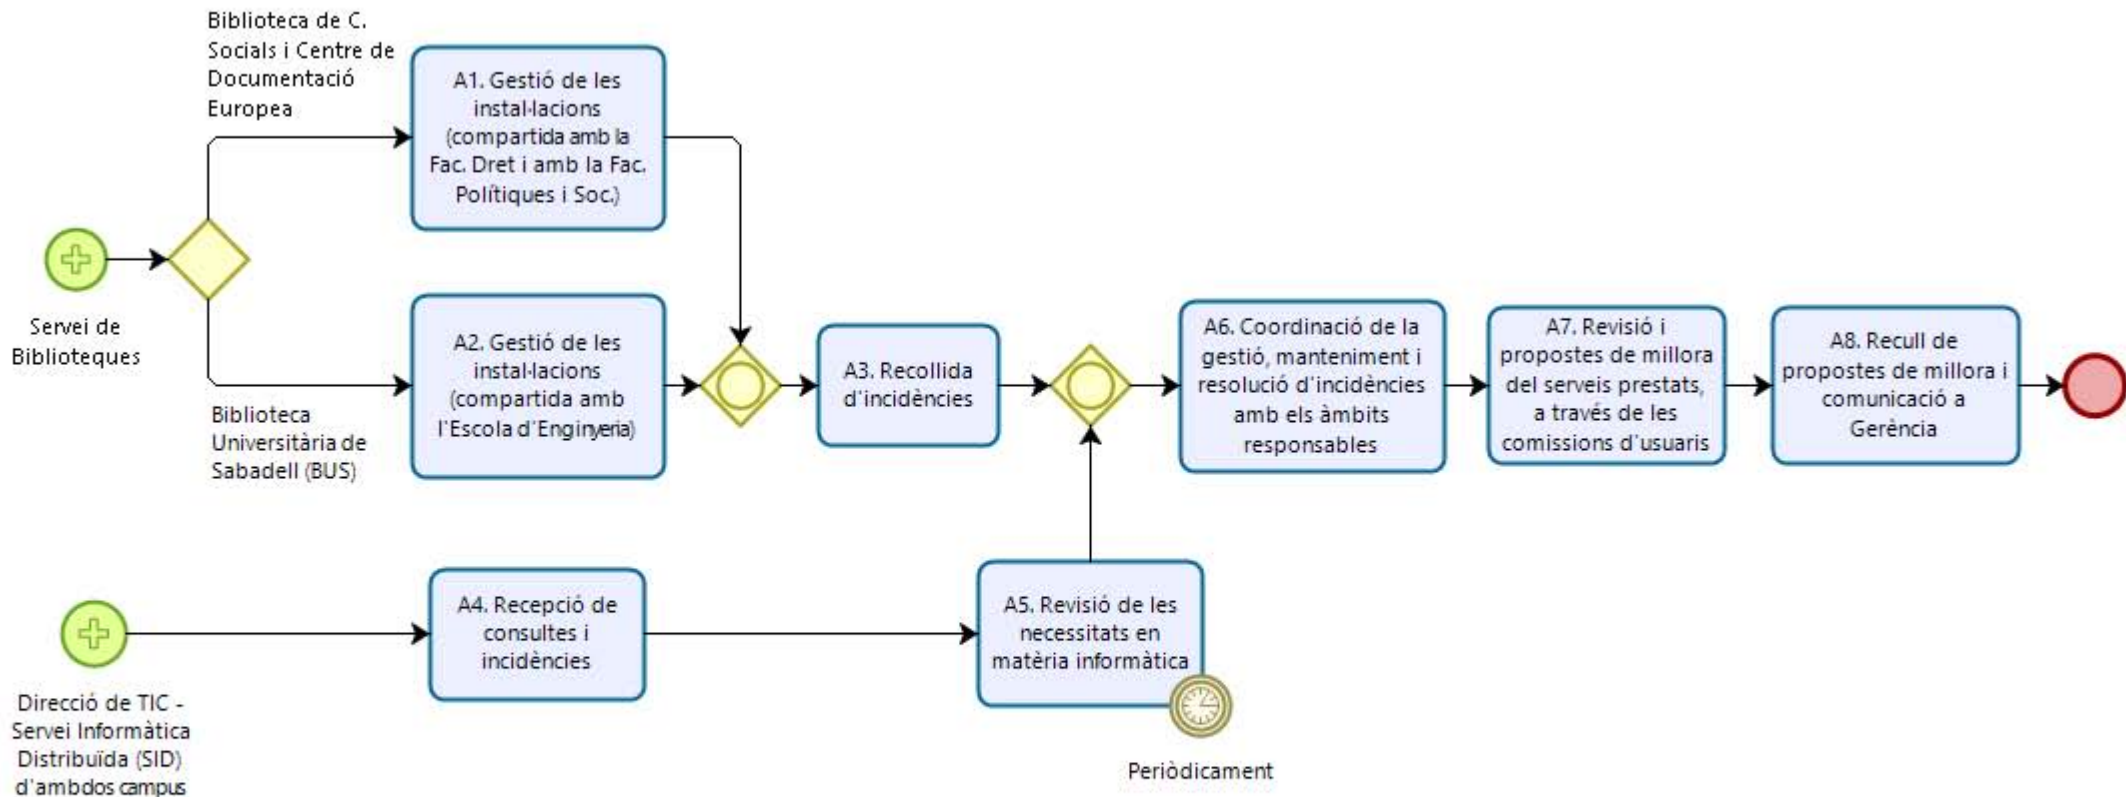 Biblioteca de C.
Socials i Centre de
Documentació
Europea
A1. Gestió de les
instal·lacions
(compartida amb la
Fac. Dret i amb la Fac.
Polítiques i Soc.)
Servei de
Biblioteques
A2. Gestió de les
instal·lacions
(compartida amb
l'Escola d'Enginyeria)
Biblioteca
Universitària de
Sabadell (BUS)
A3. Recollida
d'incidències
A6. Coordinació de la
gestió, manteniment i
resolució d'incidències
amb els àmbits
responsables
A7. Revisió i
propostes de millora
del serveis prestats,
a través de les
comissions d'usuaris
A8. Recull de
propostes de millora i
comunicació a
Gerència
A4. Recepció de
consultes i
incidències
A5. Revisió de les
necessitats en
matèria informàtica
Periòdicament
Direcció de TIC -
Servei Informàtica
Distribuïda (SID)
d'ambdos campus